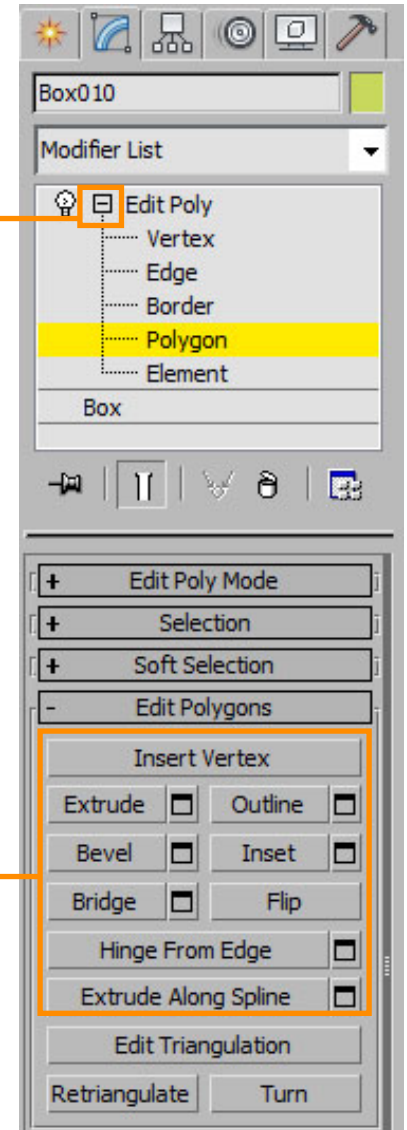 Box010
Modifier List
Edit Poly
Vertex
Edge
Border
Polygon
Element
Box
+ Edit Poly Mode
+ Selection
+ Soft Selection
- Edit Polygons
Insert Vertex
Extrude Outline
Bevel Inset
Bridge Flip
Hinge From Edge
Extrude Along Spline
Edit Triangulation
Retriangulate Turn